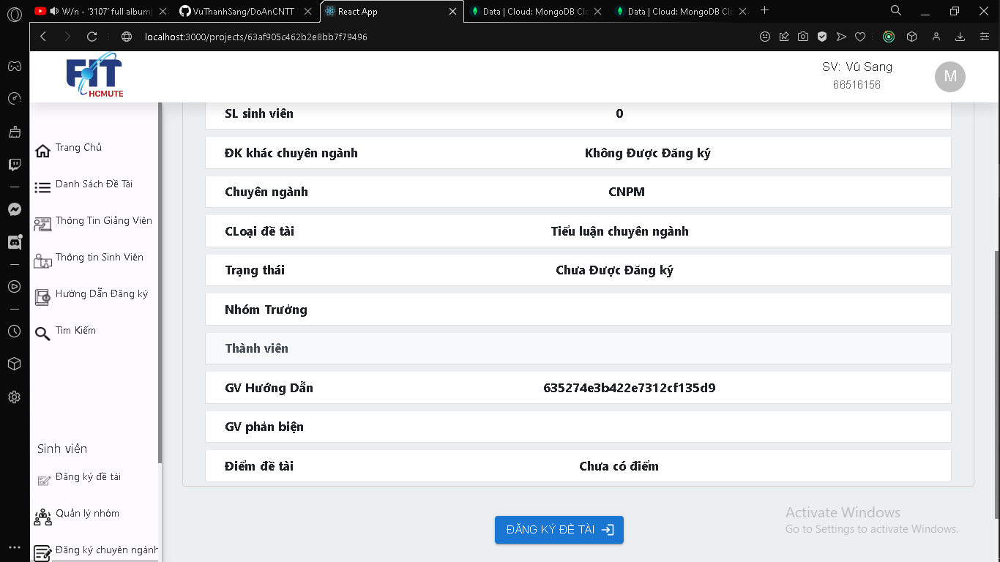 W/n - '3107' full album|
VuThanhSang/DoAnCNTT
React App
Data | Cloud: MongoDB Clo
Data | Cloud: MongoDB Clo
localhost:3000/projects/63af905c462b2e8bb7f79496
FIT
HCMUTE
SV: Vũ Sang
66516156
M
Trang Chủ
Danh Sách Đề Tài
Thông Tin Giảng Viên
Thông tin Sinh Viên
Hướng Dẫn Đăng ký
Tìm Kiếm
Sinh viên
Đăng ký đề tài
Quản lý nhóm
Đăng ký chuyên ngành
SL sinh viên 0
ĐK khác chuyên ngành Không Được Đăng ký
Chuyên ngành CNPM
CLoại đề tài Tiểu luận chuyên ngành
Trạng thái Chưa Được Đăng ký
Nhóm Trưởng
Thành viên
GV Hướng Dẫn 635274e3b422e7312cf135d9
GV phản biện
Điểm đề tài Chưa có điểm
ĐĂNG KÝ ĐỀ TÀI
Activate Windows
Go to Settings to activate Windows.